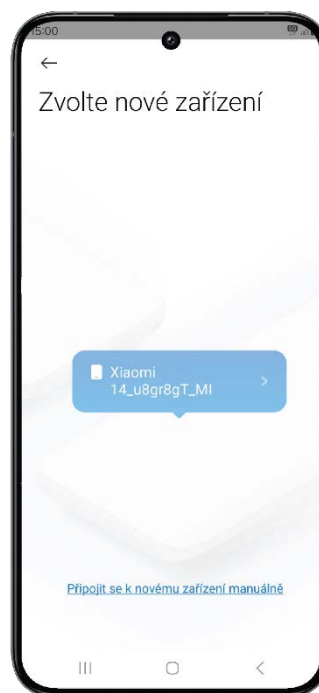 15:00
Zvolte nové zařízení
Xiaomi
14_u8gr8gT_MI
Připojit se k novému zařízení manuálně